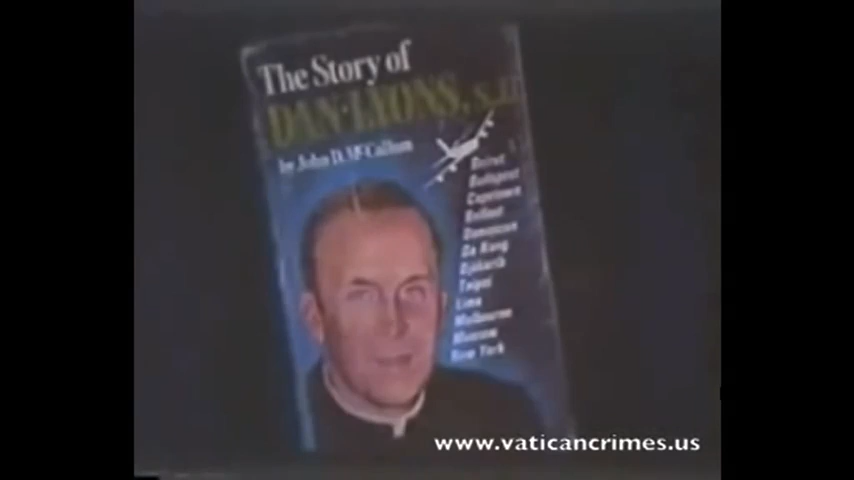 The Story of
DAN LYONS, S.J.
by John D. McCallum
Beirut
Budapest
Capetown
Belfast
Damascus
Da Nang
Djakarta
Taipei
Lima
Melbourne
Moscow
New York
www.vaticancrimes.us